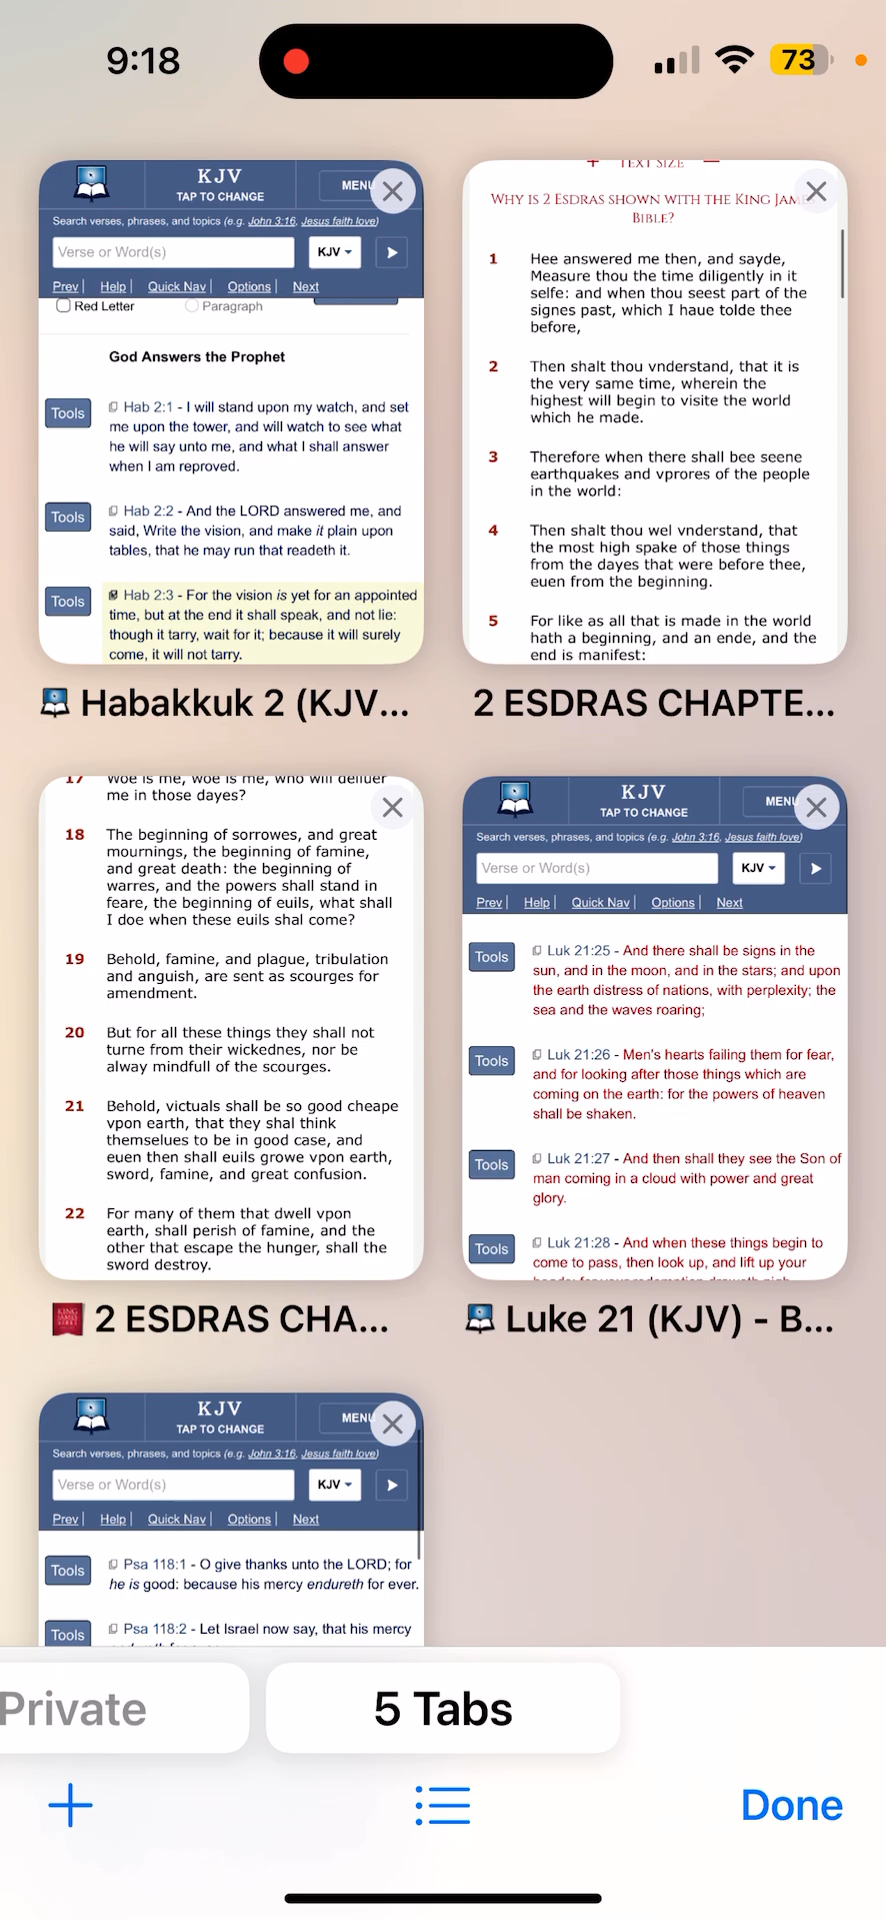 9:18
73
KJV
TAP TO CHANGE
MENU
Search verses, phrases, and topics (e.g. John 3:16, Jesus faith love)
Verse or Word(s)
KJV
Prev | Help | Quick Nav | Options | Next
Red Letter
Paragraph
God Answers the Prophet
Tools
Hab 2:1 - I will stand upon my watch, and set
me upon the tower, and will watch to see what
he will say unto me, and what I shall answer
when I am reproved.
Tools
Hab 2:2 - And the LORD answered me, and
said, Write the vision, and make it plain upon
tables, that he may run that readeth it.
Tools
Hab 2:3 - For the vision is yet for an appointed
time, but at the end it shall speak, and not lie:
though it tarry, wait for it; because it will surely
come, it will not tarry.
Habakkuk 2 (KJV...
+ TEXT SIZE —
WHY IS 2 ESDRAS SHOWN WITH THE KING JAMES
BIBLE?
1 Hee answered me then, and sayde,
Measure thou the time diligently in it
selfe: and when thou seest part of the
signes past, which I haue tolde thee
before,
2 Then shalt thou vnderstand, that it is
the very same time, wherein the
highest will begin to visite the world
which he made.
3 Therefore when there shall bee seene
earthquakes and vprores of the people
in the world:
4 Then shalt thou wel vnderstand, that
the most high spake of those things
from the dayes that were before thee,
euen from the beginning.
5 For like as all that is made in the world
hath a beginning, and an ende, and the
end is manifest:
2 ESDRAS CHAPTE...
17 Woe is me, woe is me, who will deliuer
me in those dayes?
18 The beginning of sorrowes, and great
mournings, the beginning of famine,
and great death: the beginning of
warres, and the powers shall stand in
feare, the beginning of euils, what shall
I doe when these euils shal come?
19 Behold, famine, and plague, tribulation
and anguish, are sent as scourges for
amendment.
20 But for all these things they shall not
turne from their wickednes, nor be
alway mindfull of the scourges.
21 Behold, victuals shall be so good cheape
vpon earth, that they shal think
themselues to be in good case, and
euen then shall euils growe vpon earth,
sword, famine, and great confusion.
22 For many of them that dwell vpon
earth, shall perish of famine, and the
other that escape the hunger, shall the
sword destroy.
KING
JAMES
BIBLE
2 ESDRAS CHA...
KJV
TAP TO CHANGE
MENU
Search verses, phrases, and topics (e.g. John 3:16, Jesus faith love)
Verse or Word(s)
KJV
Prev | Help | Quick Nav | Options | Next
Tools
Luk 21:25 - And there shall be signs in the
sun, and in the moon, and in the stars; and upon
the earth distress of nations, with perplexity; the
sea and the waves roaring;
Tools
Luk 21:26 - Men's hearts failing them for fear,
and for looking after those things which are
coming on the earth: for the powers of heaven
shall be shaken.
Tools
Luk 21:27 - And then shall they see the Son of
man coming in a cloud with power and great
glory.
Tools
Luk 21:28 - And when these things begin to
come to pass, then look up, and lift up your
Luke 21 (KJV) - B...
KJV
TAP TO CHANGE
MENU
Search verses, phrases, and topics (e.g. John 3:16, Jesus faith love)
Verse or Word(s)
KJV
Prev | Help | Quick Nav | Options | Next
Tools
Psa 118:1 - O give thanks unto the LORD; for
he is good: because his mercy endureth for ever.
Tools
Psa 118:2 - Let Israel now say, that his mercy
Private
5 Tabs
Done